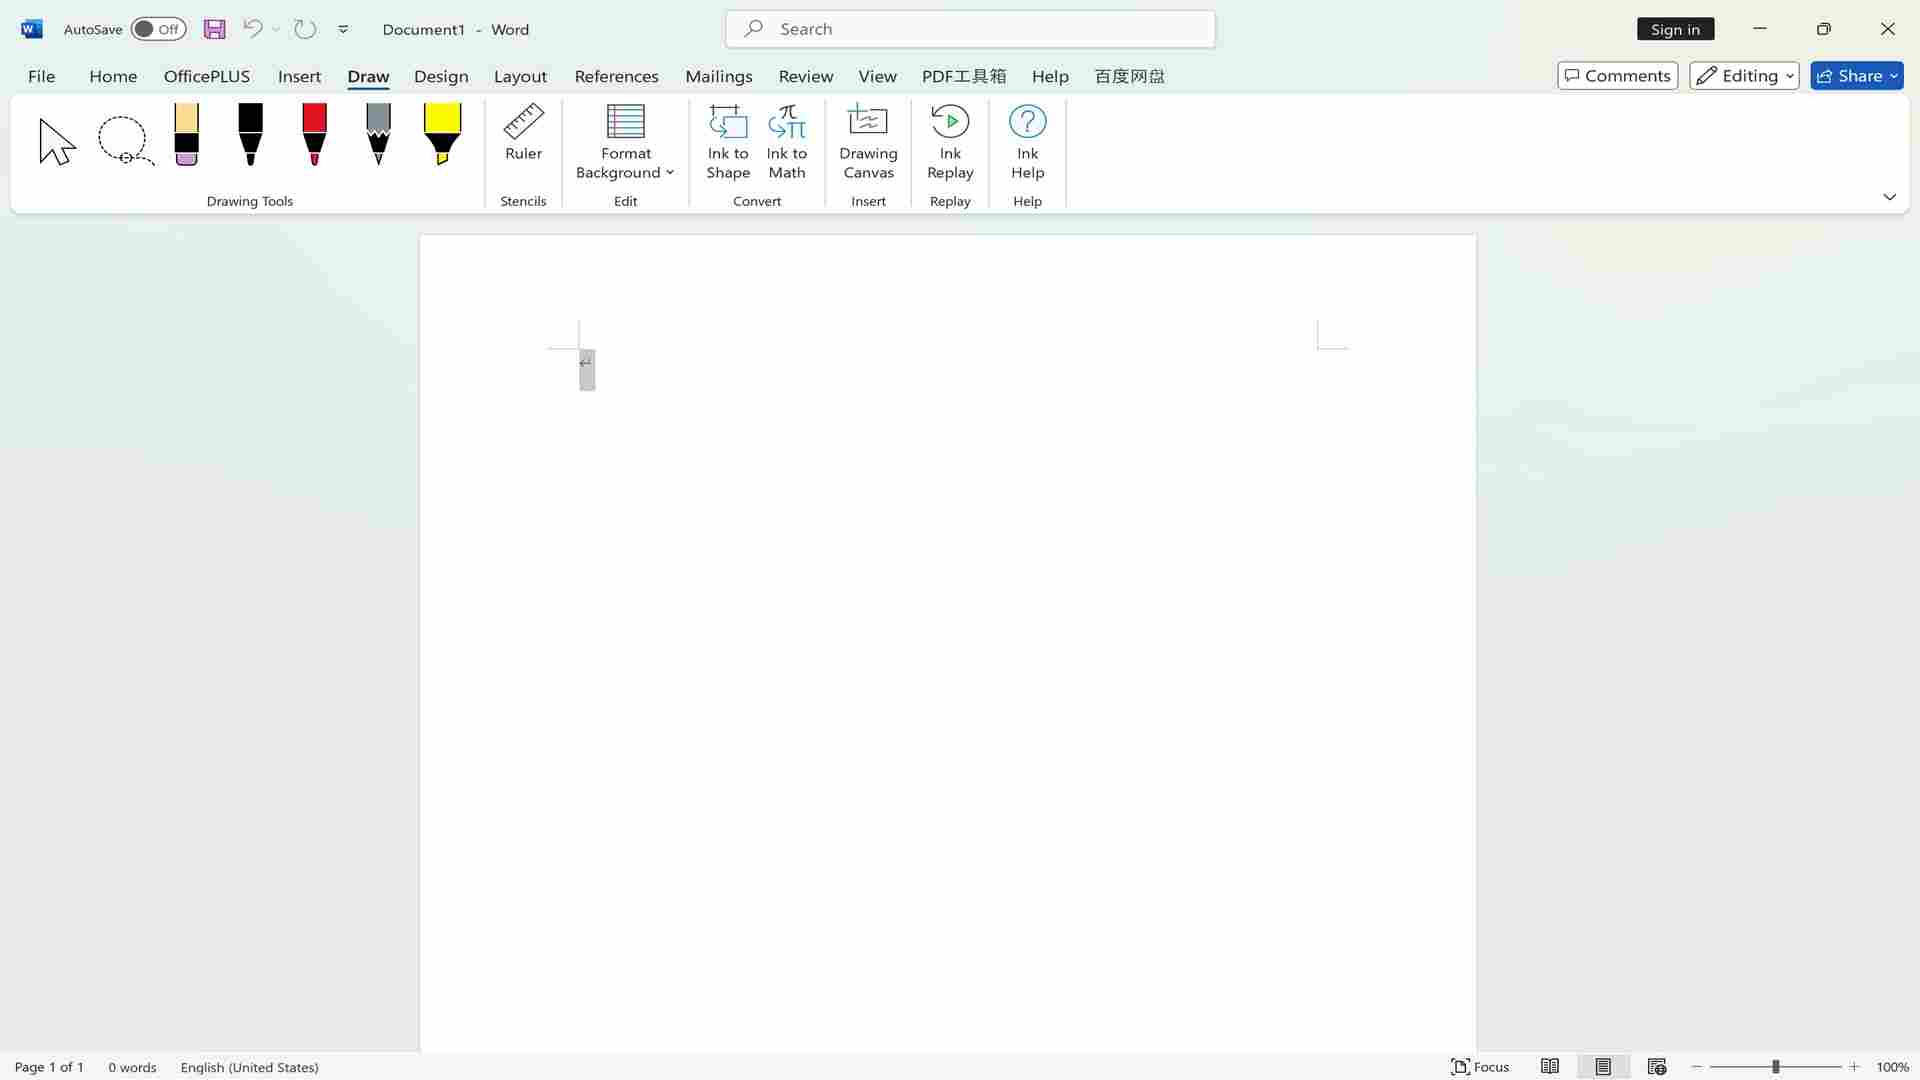 AutoSave Off Document1 - Word Search Sign in
File Home OfficePLUS Insert Draw Design Layout References Mailings Review View PDF工具箱 Help 百度网盘 Comments Editing Share
Ruler
Format Background
Ink to Shape
Ink to Math
Drawing Canvas
Ink Replay
Ink Help
Drawing Tools Stencils Edit Convert Insert Replay Help
Page 1 of 1 0 words English (United States) Focus 100%